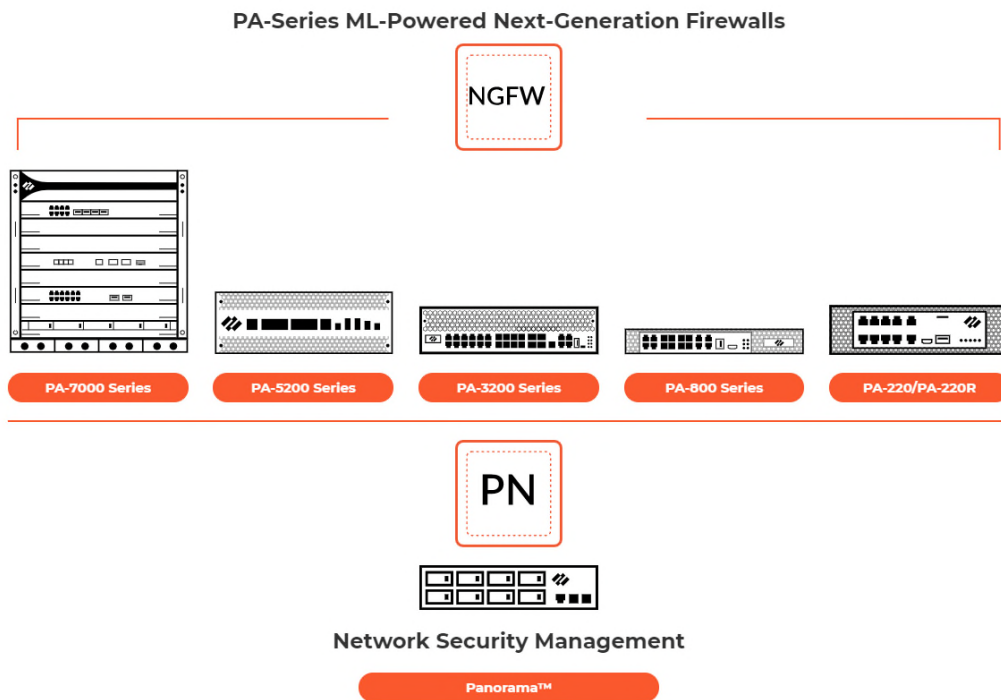 PA-Series ML-Powered Next-Generation Firewalls
NGFW
PA-7000 Series
PA-5200 Series
PA-3200 Series
PA-800 Series
PA-220/PA-220R
PN
Network Security Management
Panorama™